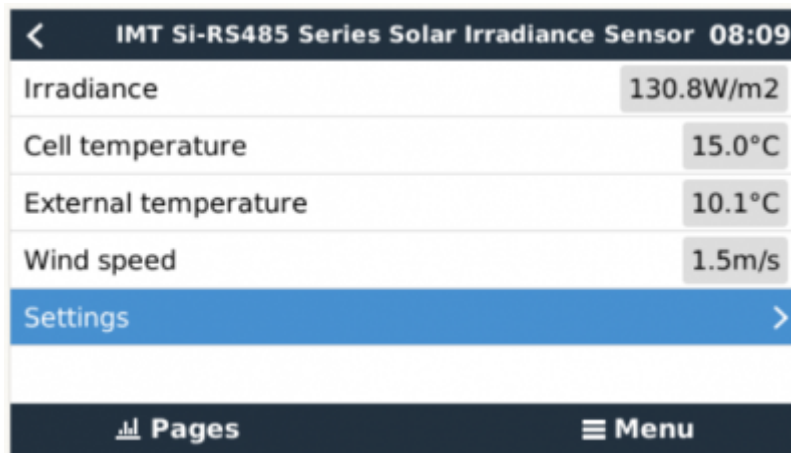 IMT Si-RS485 Series Solar Irradiance Sensor 08:09
Irradiance 130.8W/m2
Cell temperature 15.0°C
External temperature 10.1°C
Wind speed 1.5m/s
Settings
Pages Menu